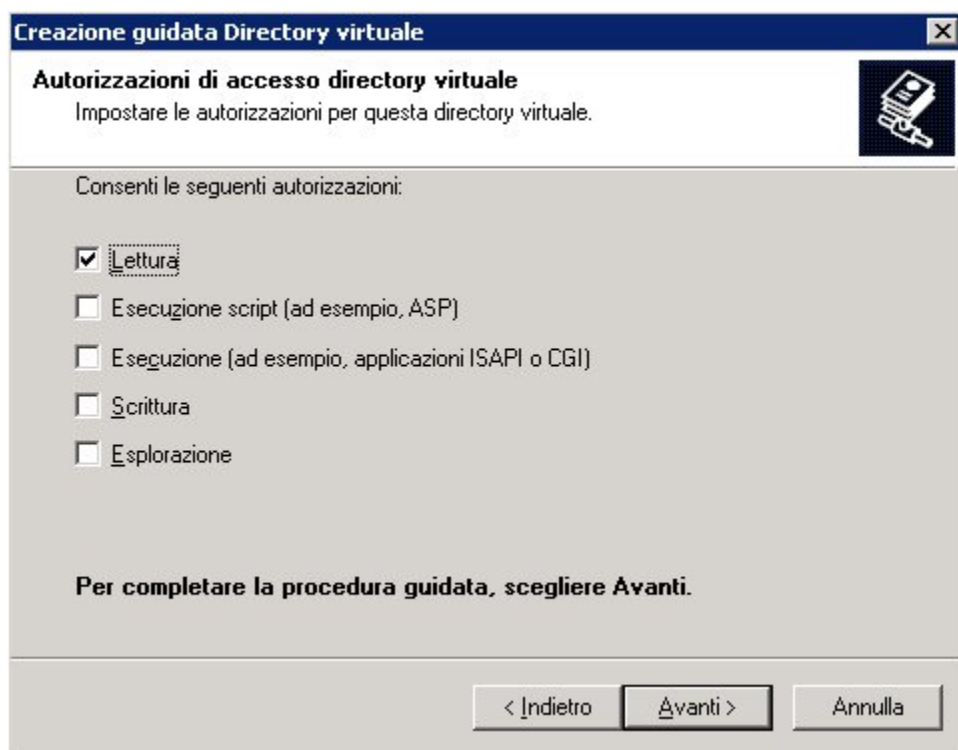 Creazione guidata Directory virtuale
Autorizzazioni di accesso directory virtuale
Impostare le autorizzazioni per questa directory virtuale.
Consenti le seguenti autorizzazioni:
Lettura
Esecuzione script (ad esempio, ASP)
Esecuzione (ad esempio, applicazioni ISAPI o CGI)
Scrittura
Esplorazione
Per completare la procedura guidata, scegliere Avanti.
< Indietro Avanti > Annulla